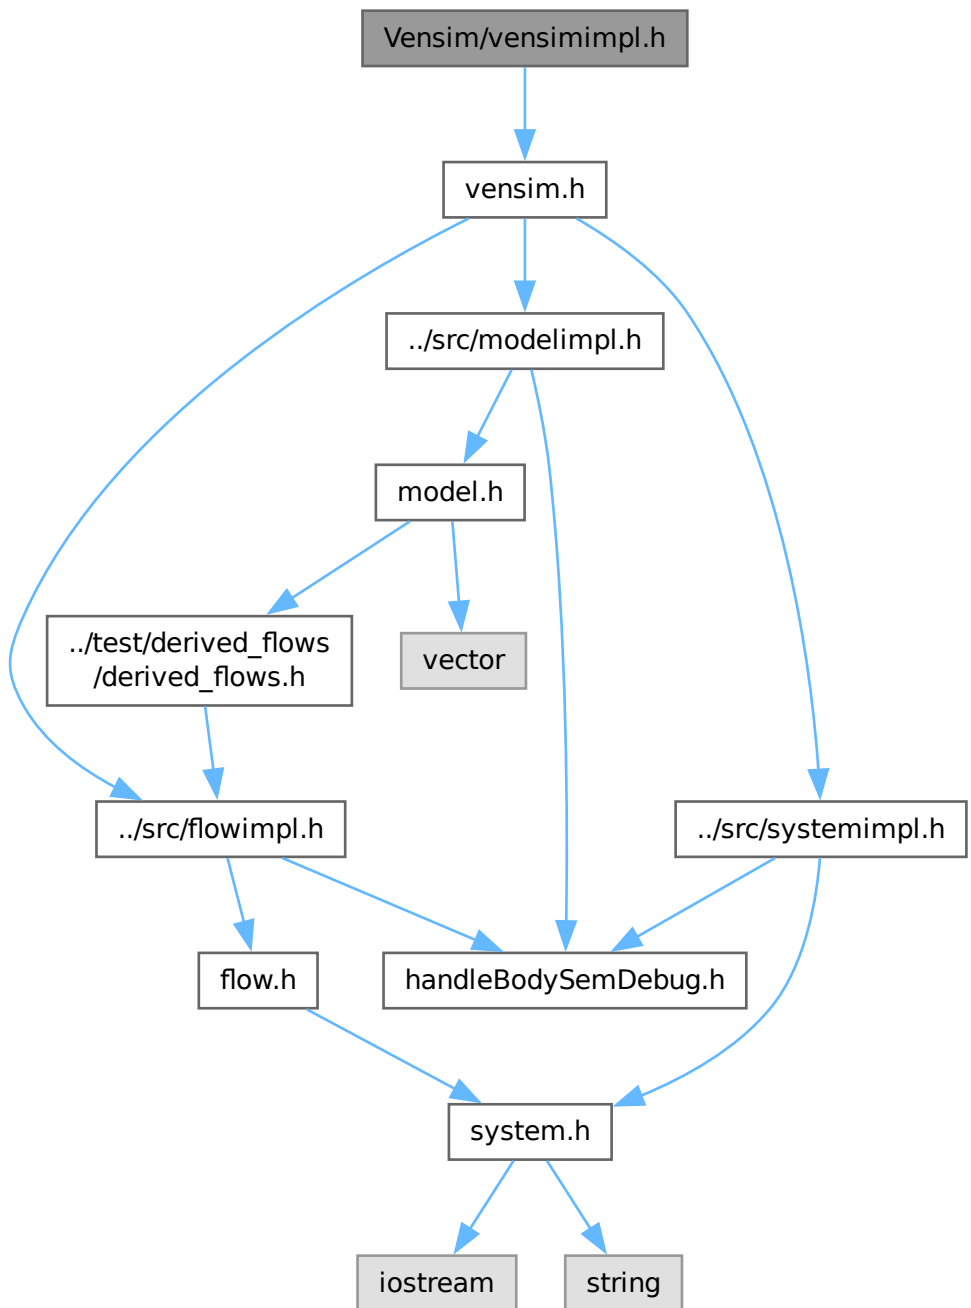 Vensim/vensimimpl.h
vensim.h
../src/modelimpl.h
model.h
../test/derived_flows
/derived_flows.h
vector
../src/flowimpl.h
../src/systemimpl.h
flow.h
handleBodySemDebug.h
system.h
iostream
string